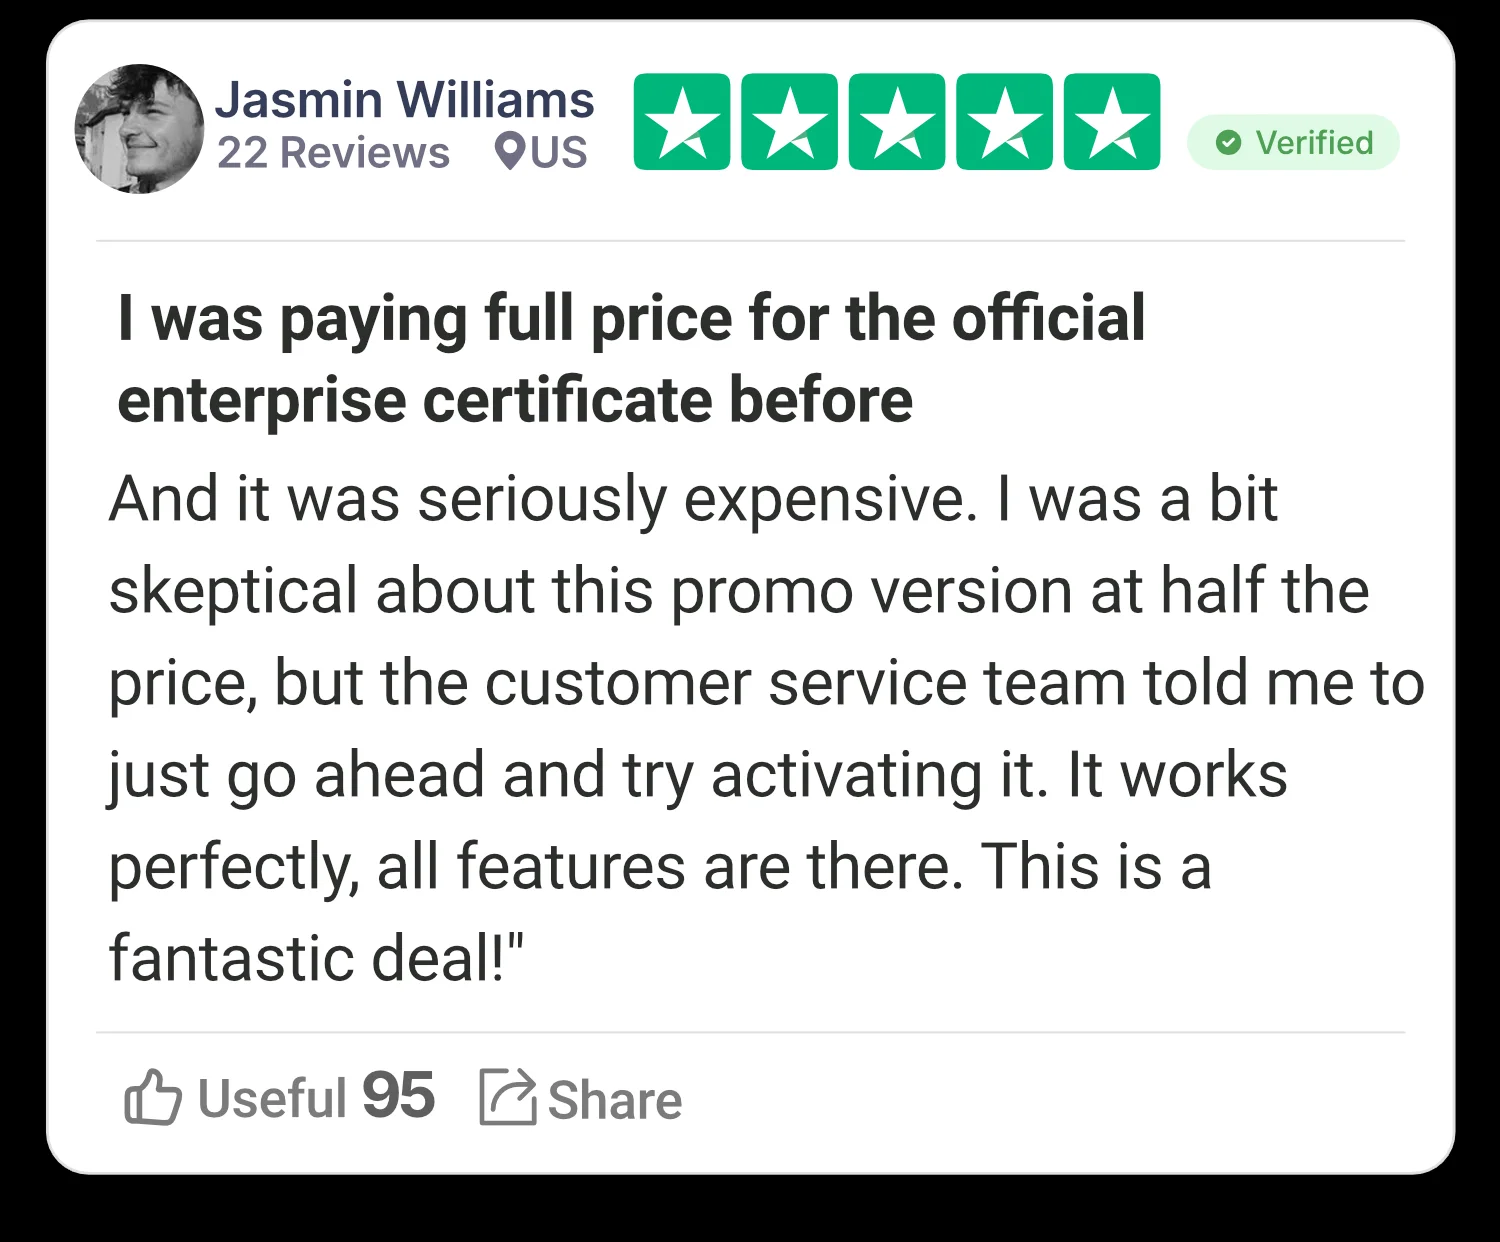 Jasmin Williams
22 Reviews US
Verified
I was paying full price for the official
enterprise certificate before
And it was seriously expensive. I was a bit
skeptical about this promo version at half the
price, but the customer service team told me to
just go ahead and try activating it. It works
perfectly, all features are there. This is a
fantastic deal!"
Useful 95 Share